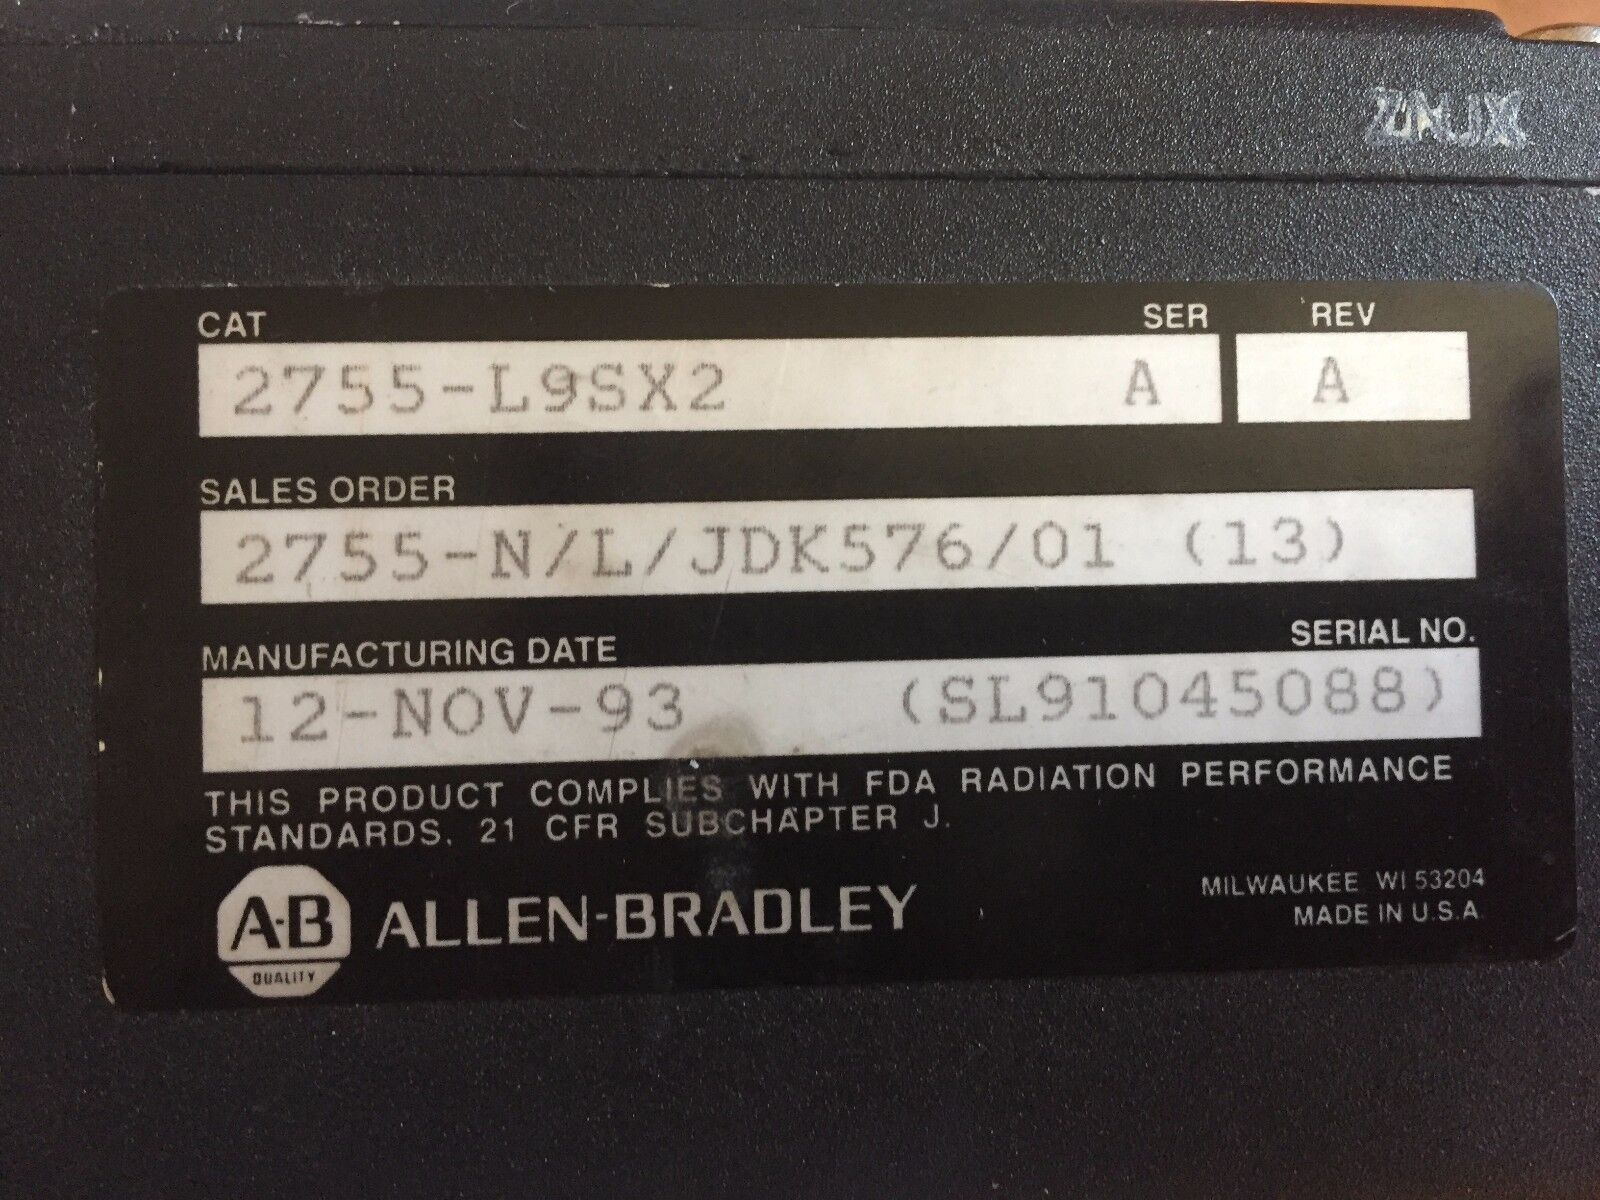 CAT SER REV
2755-L9SX2 A A
SALES ORDER
2755-N/L/JDK576/01 (13)
MANUFACTURING DATE SERIAL NO.
12-NOV-93 (SL91045088)
THIS PRODUCT COMPLIES WITH FDA RADIATION PERFORMANCE
STANDARDS. 21 CFR SUBCHAPTER J.
A-B
QUALITY
ALLEN-BRADLEY
MILWAUKEE WI 53204
MADE IN U.S.A